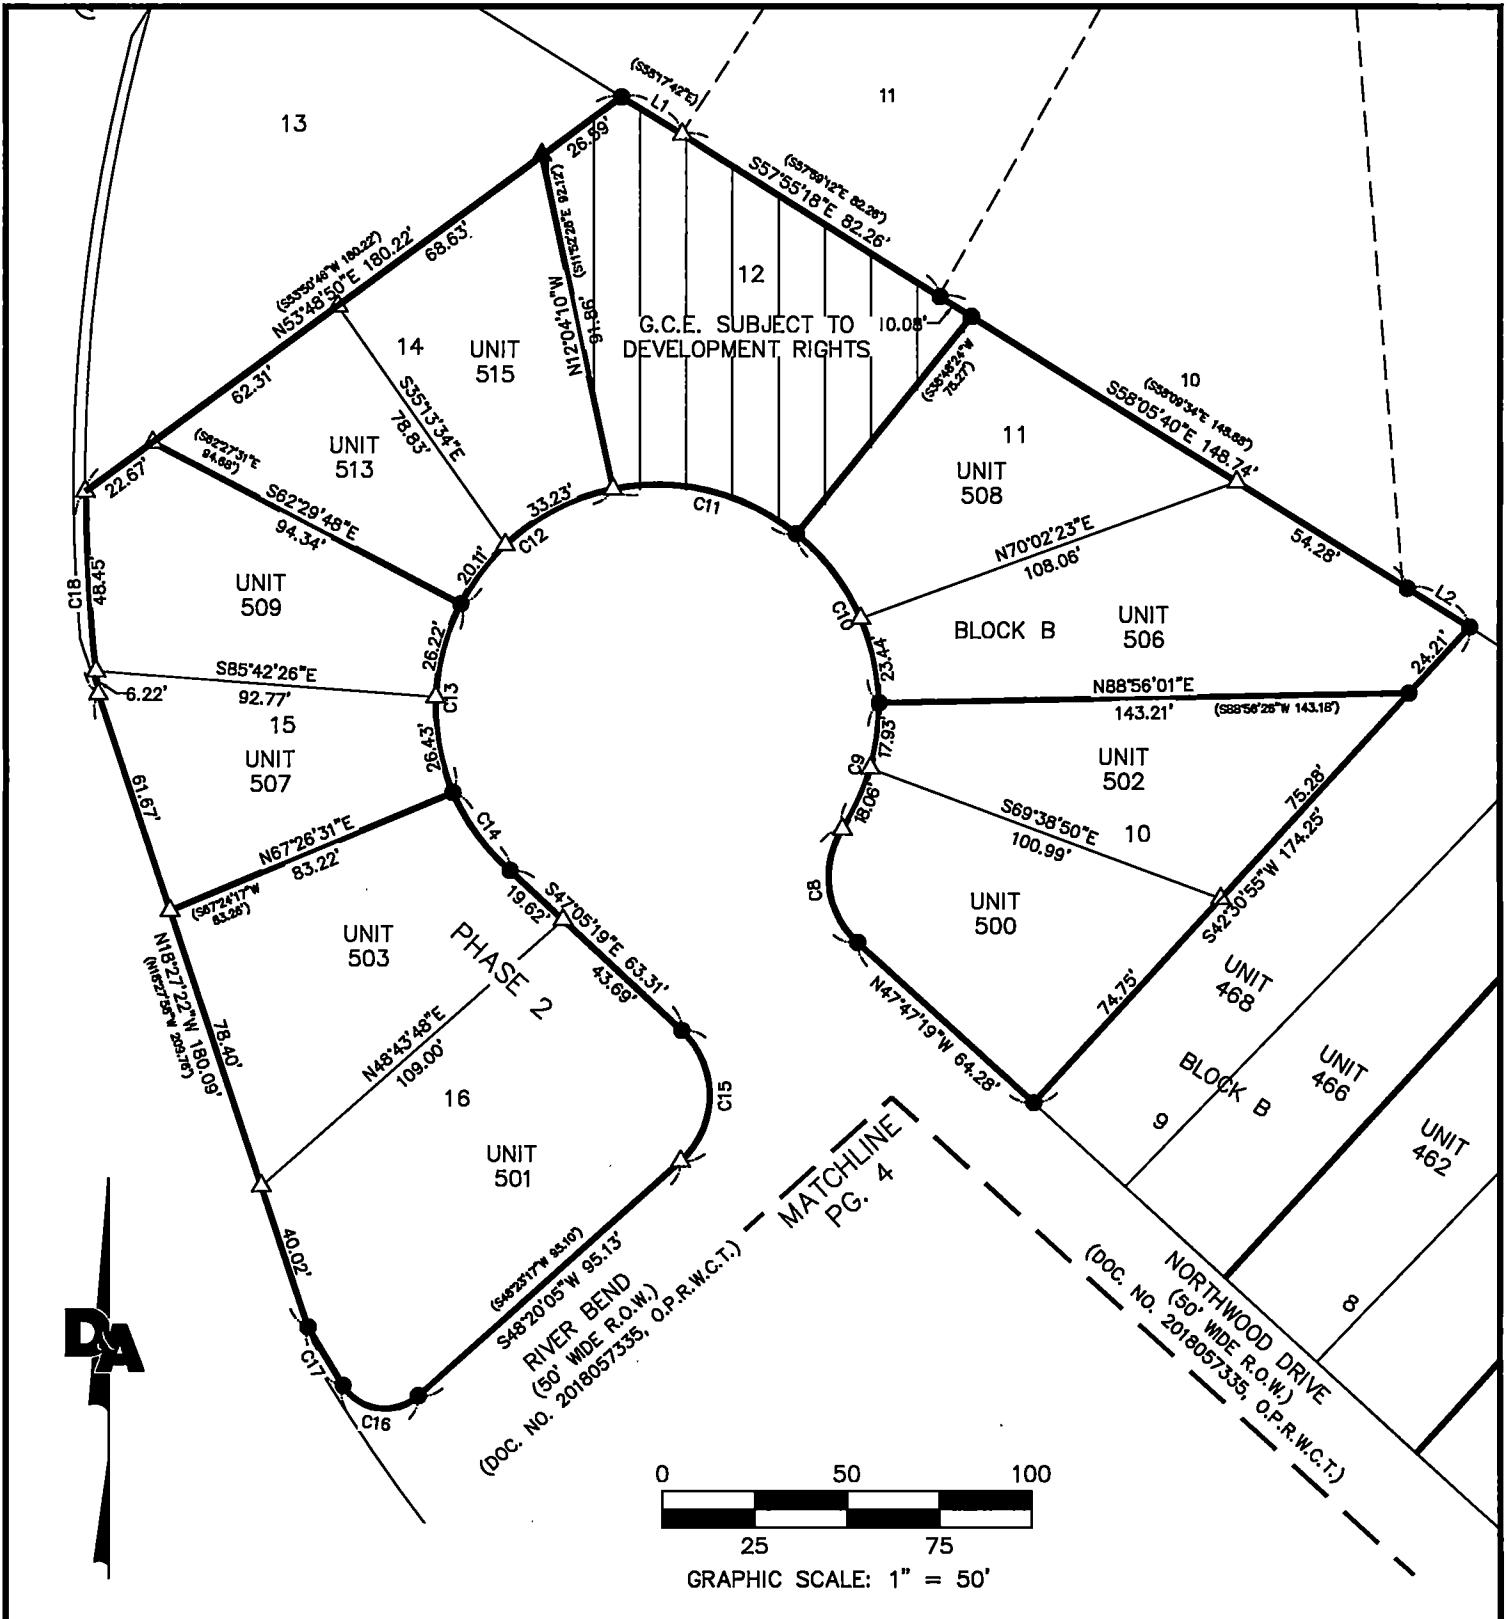 13
(S58°17'42"E)
L1
11
26.59'
(S57°59'12"E 82.26')
S57°55'18"E 82.26'
(S53°50'46"W 180.22')
N53°48'50"E 180.22'
68.63'
N12°04'10"W
91.86'
(S11°52'28"E 92.12')
12
G.C.E. SUBJECT TO
DEVELOPMENT RIGHTS
10.08'
14
UNIT
515
62.31'
S35°13'34"E
78.83'
(S38°48'24"W
78.27')
10
(S58°09'34"E 148.88')
S58°05'40"E 148.74'
11
UNIT
508
UNIT
513
22.67'
(S62°27'31"E
94.68')
S62°29'48"E
94.34'
33.23'
C12
C11
20.11'
N70°02'23"E
108.06'
54.28'
L2
C18
48.45'
UNIT
509
C10
BLOCK B
UNIT
506
24.21'
26.22'
23.44'
S85°42'26"E
92.77'
6.22'
C13
N88°56'01"E
143.21'
(S88°56'26"W 143.18')
15
UNIT
507
26.43'
17.93'
C9
UNIT
502
75.28'
61.67'
18.06'
C14
S69°38'50"E
100.99'
10
S42°30'55"W 174.25'
N67°26'31"E
83.22'
(S67°24'17"W
83.26')
C8
UNIT
500
19.62'
S47°05'19"E 63.31'
43.69'
UNIT
503
PHASE 2
N18°27'22"W 180.09'
78.40'
74.75'
UNIT
468
N47°47'19"W 64.28'
N48°43'48"E
109.00'
16
C15
BLOCK B
UNIT
466
9
UNIT
462
UNIT
501
MATCHLINE
PG. 4
40.02'
(S48°23'17"W 95.10')
S48°20'05"W 95.13'
RIVER BEND
(50' WIDE R.O.W.)
(DOC. NO. 2018057335, O.P.R.W.C.T.)
NORTHWOOD DRIVE
(50' WIDE R.O.W.)
(DOC. NO. 2018057335, O.P.R.W.C.T.)
8
DA
C17
C16
0 50 100
25 75
GRAPHIC SCALE: 1" = 50'